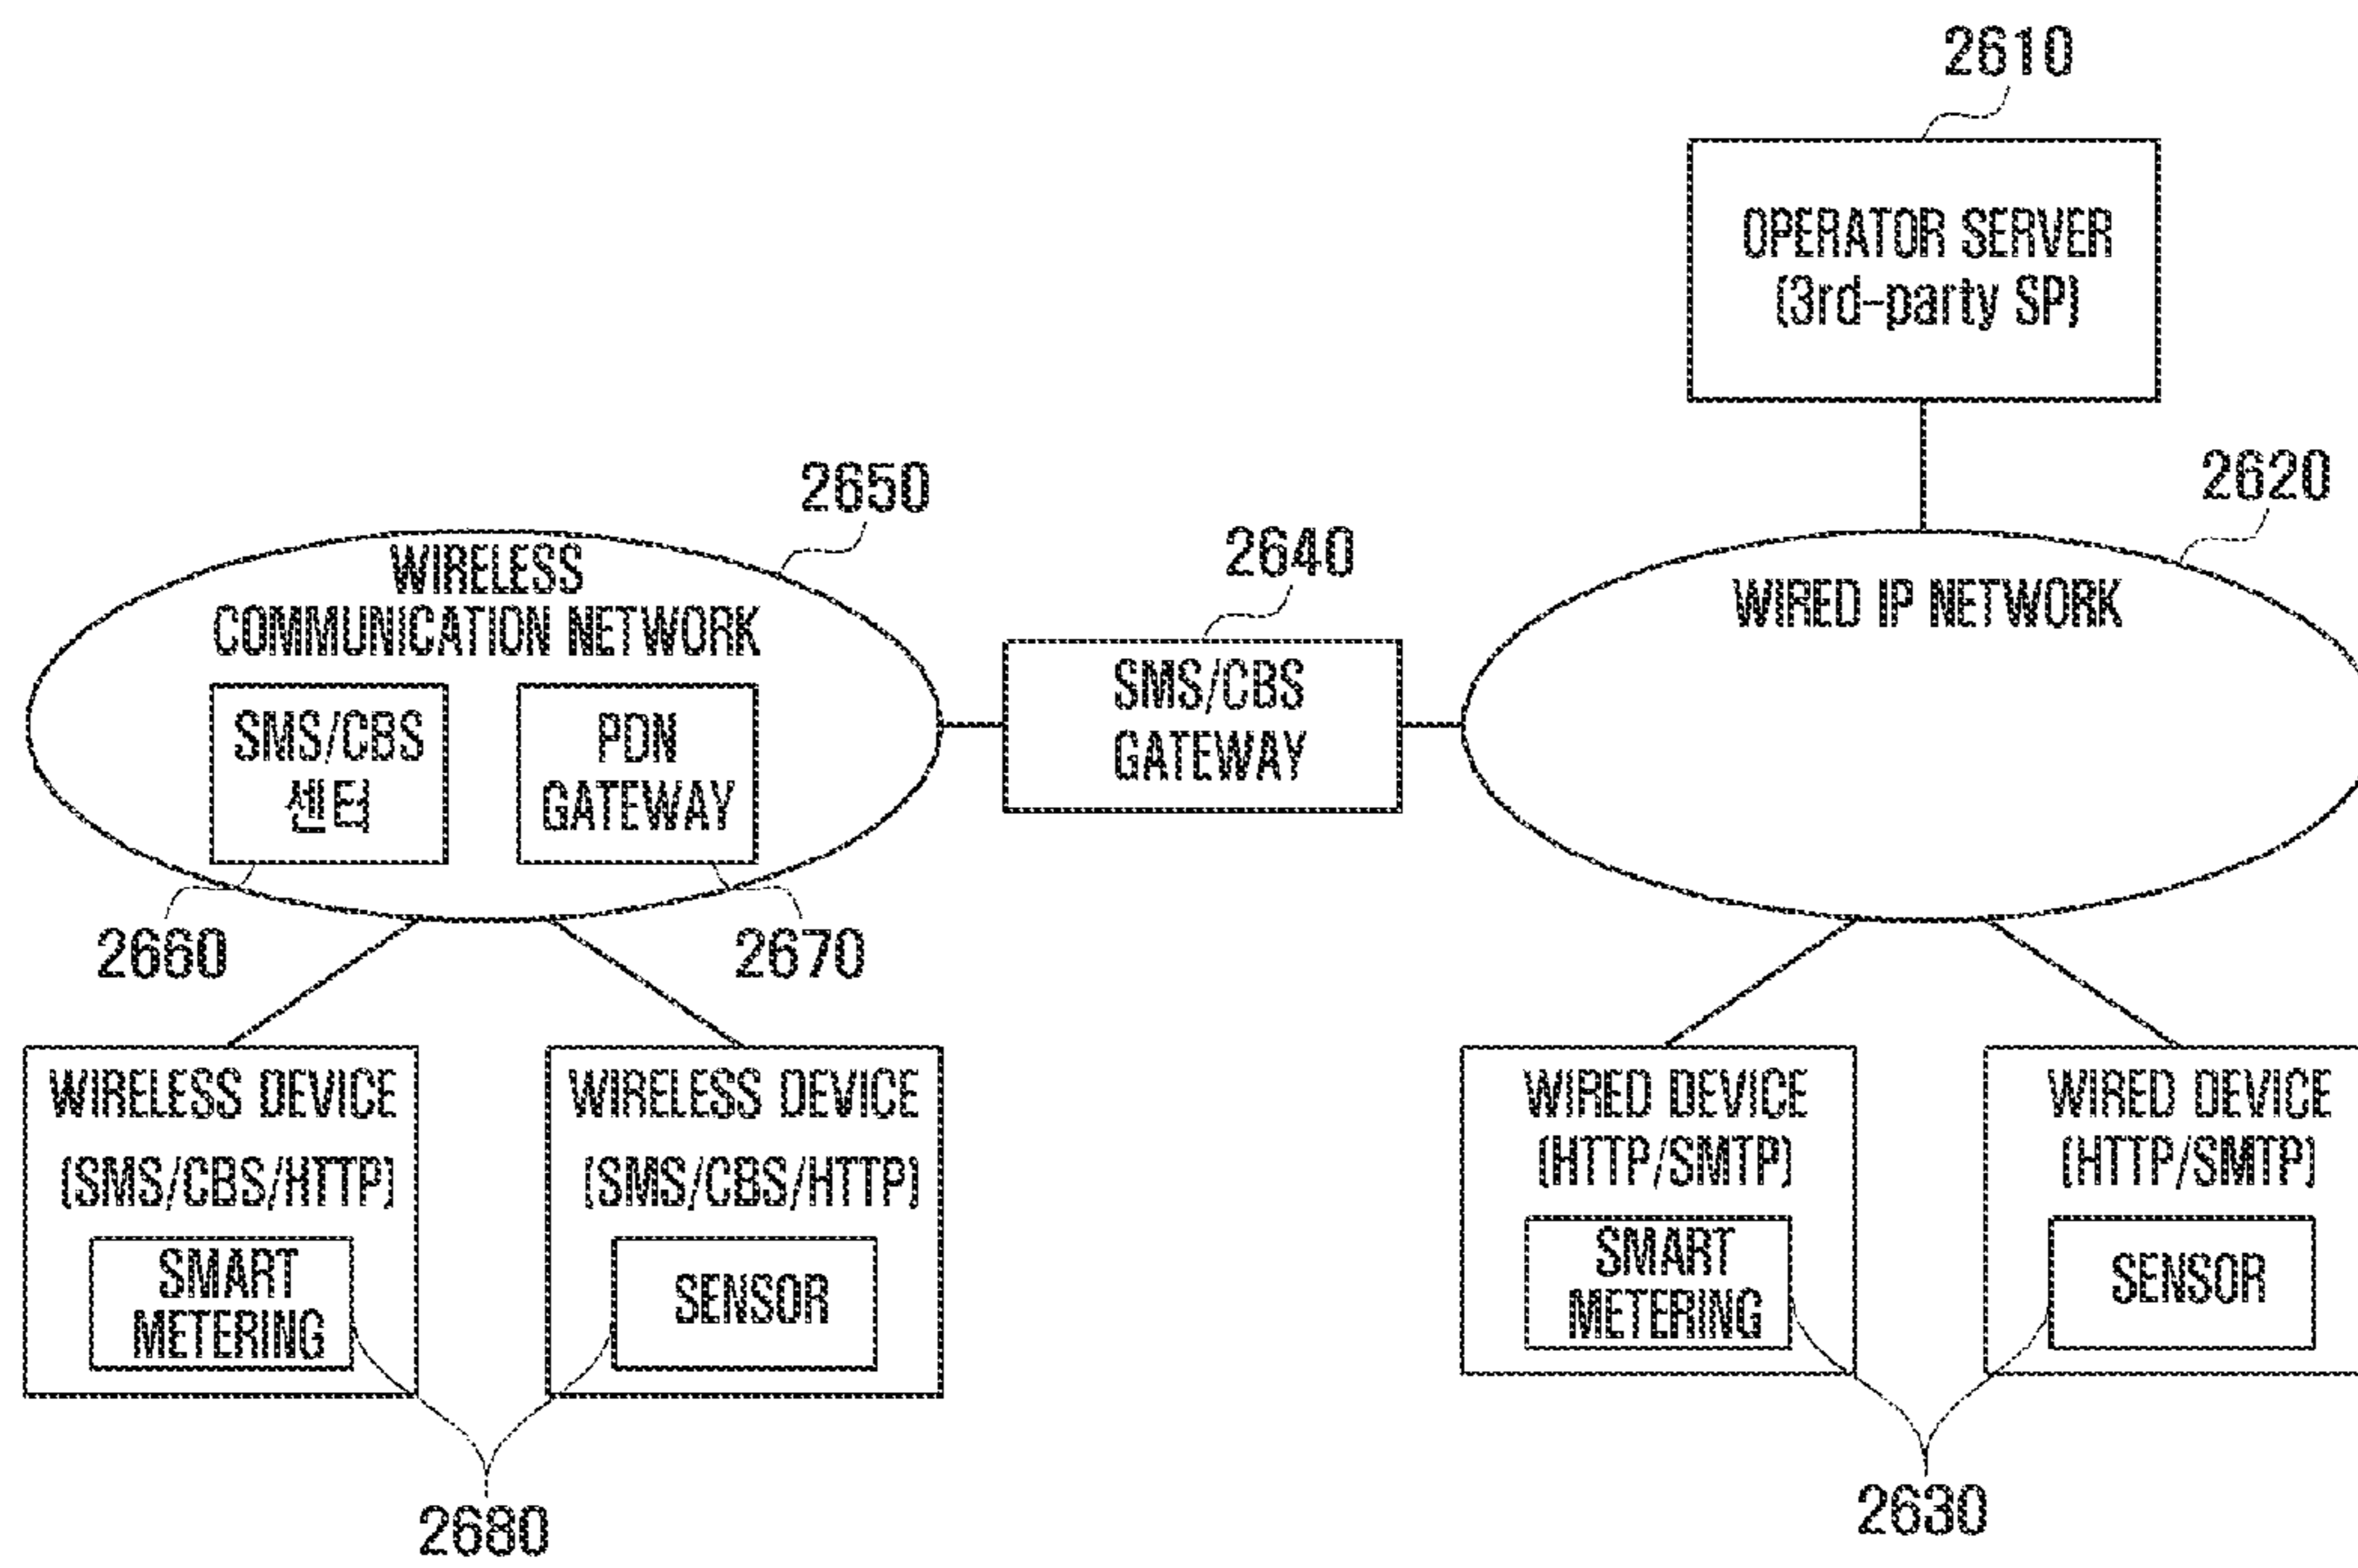 2610
OPERATOR SERVER
(3rd-party SP)
2650
2640
2620
WIRELESS
COMMUNICATION NETWORK
SMS/CBS
센터
PDN
GATEWAY
2660
2670
SMS/CBS
GATEWAY
WIRED IP NETWORK
WIRELESS DEVICE
(SMS/CBS/HTTP)
SMART
METERING
WIRELESS DEVICE
(SMS/CBS/HTTP)
SENSOR
2680
WIRED DEVICE
(HTTP/SMTP)
SMART
METERING
WIRED DEVICE
(HTTP/SMTP)
SENSOR
2630